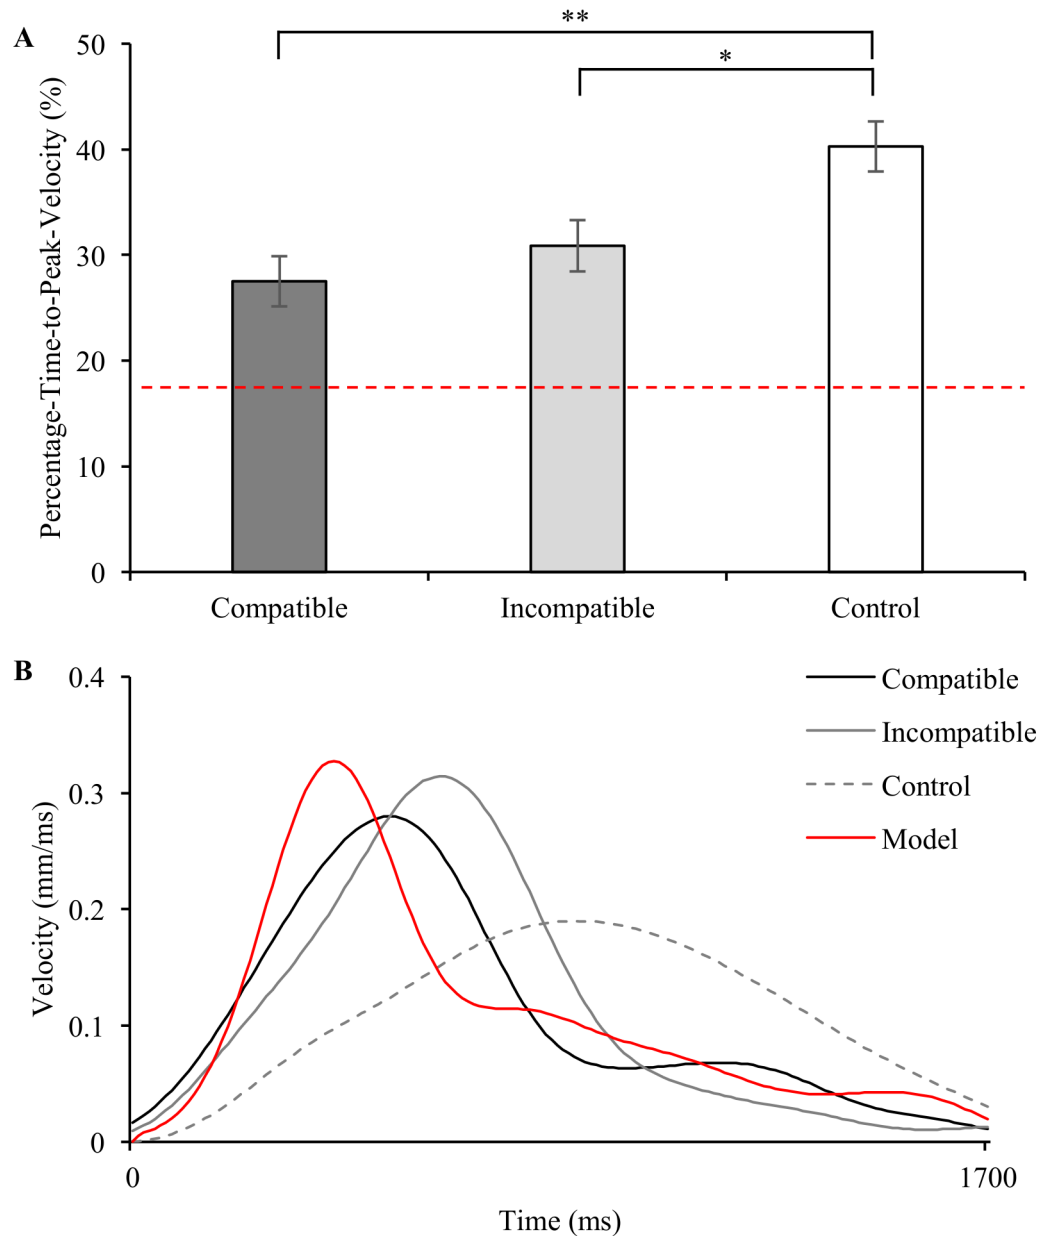 A
**
*
Percentage-Time-to-Peak-Velocity (%)
50
40
30
20
10
0
Compatible
Incompatible
Control
B
Velocity (mm/ms)
0.4
0.3
0.2
0.1
0
Compatible
Incompatible
Control
Model
0
1700
Time (ms)